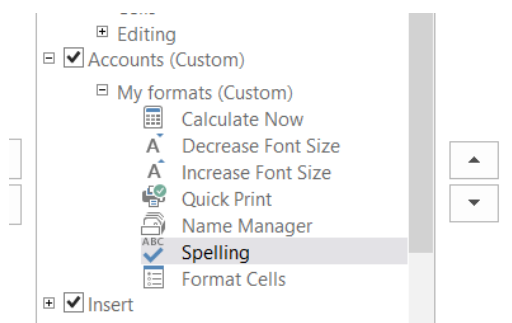 Editing
Accounts (Custom)
My formats (Custom)
Calculate Now
A Decrease Font Size
A Increase Font Size
Quick Print
Name Manager
ABC Spelling
Format Cells
Insert